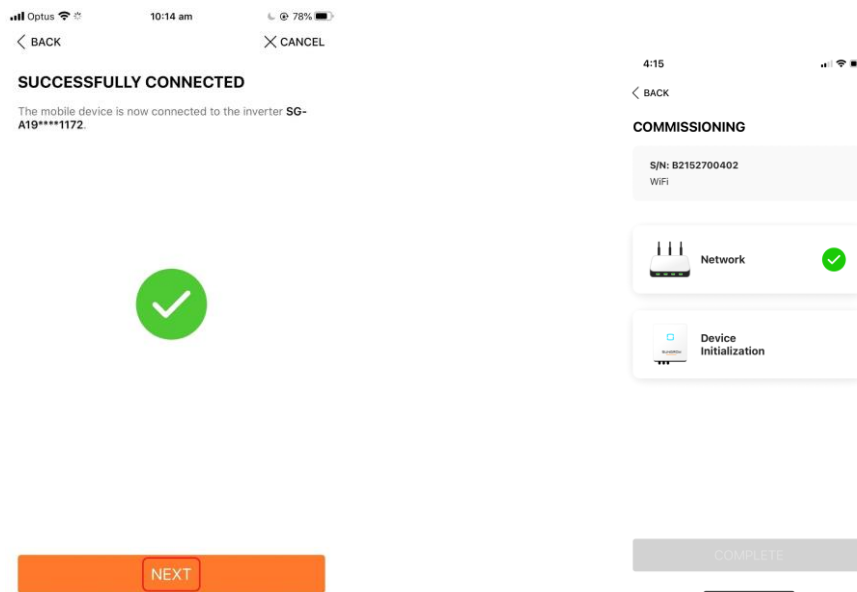 Optus 10:14 am 78%
BACK CANCEL
SUCCESSFULLY CONNECTED
The mobile device is now connected to the inverter SG-
A19****1172.
NEXT
4:15
BACK
COMMISSIONING
S/N: B2152700402
WiFi
Network
Device
Initialization
COMPLETE